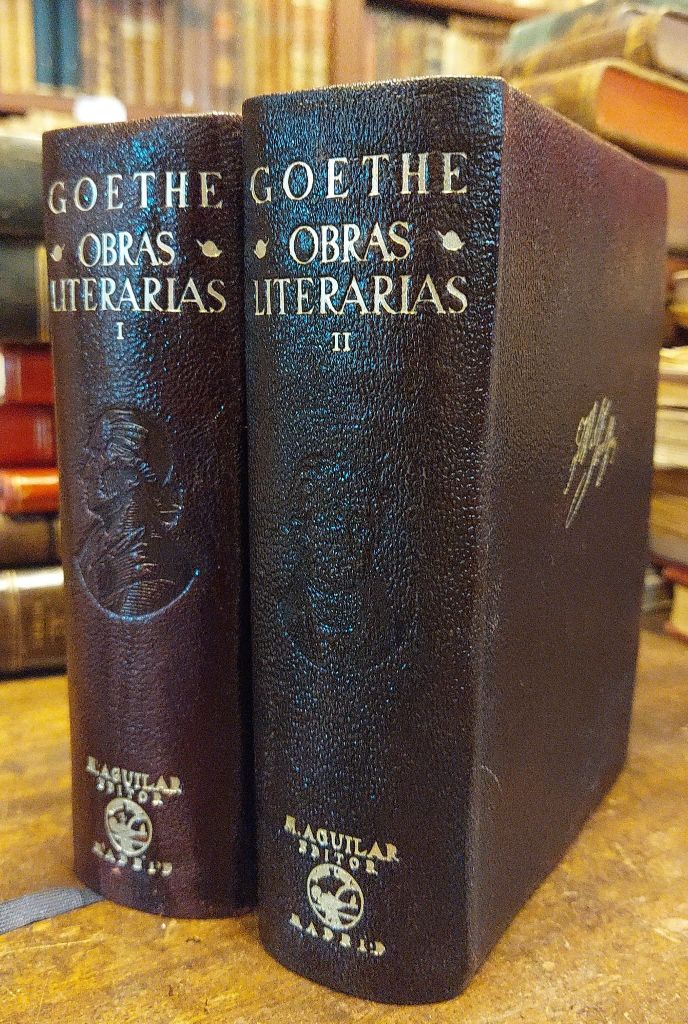 GOETHE
OBRAS
LITERARIAS
I
M. AGUILAR
EDITOR
MADRID
GOETHE
OBRAS
LITERARIAS
II
M. AGUILAR
EDITOR
MADRID